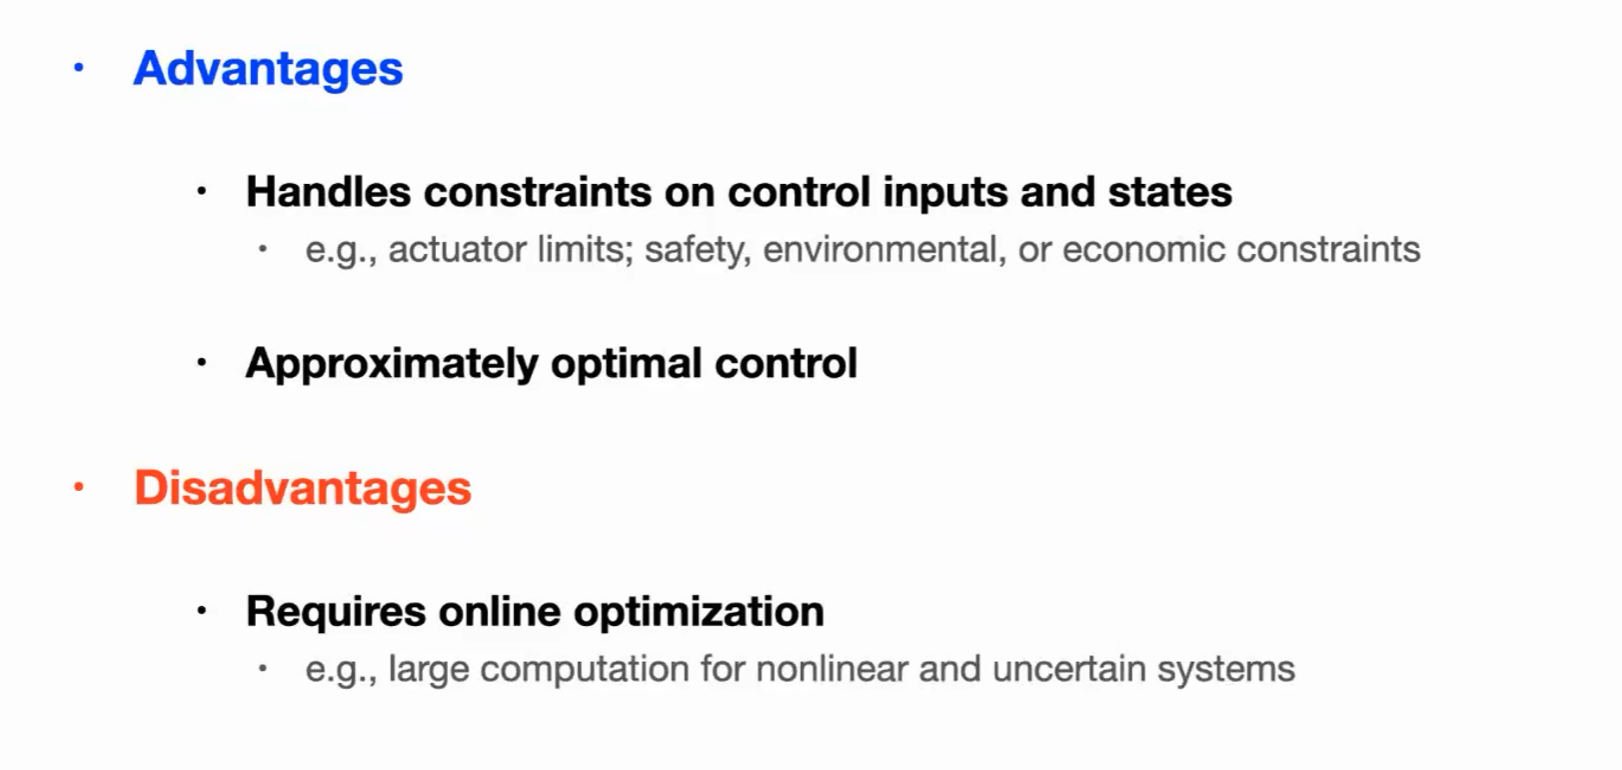 • Advantages
• Handles constraints on control inputs and states
• e.g., actuator limits; safety, environmental, or economic constraints
• Approximately optimal control
• Disadvantages
• Requires online optimization
• e.g., large computation for nonlinear and uncertain systems